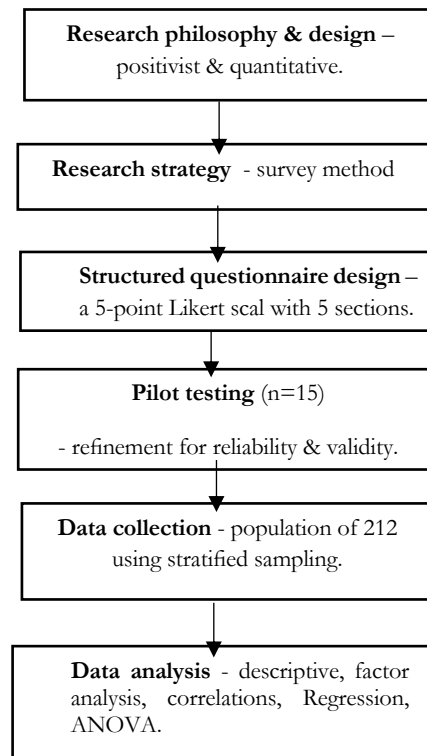 Research philosophy & design –
positivist & quantitative.
Research strategy - survey method
Structured questionnaire design –
a 5-point Likert scal with 5 sections.
Pilot testing (n=15)
- refinement for reliability & validity.
Data collection - population of 212
using stratified sampling.
Data analysis - descriptive, factor
analysis, correlations, Regression,
ANOVA.